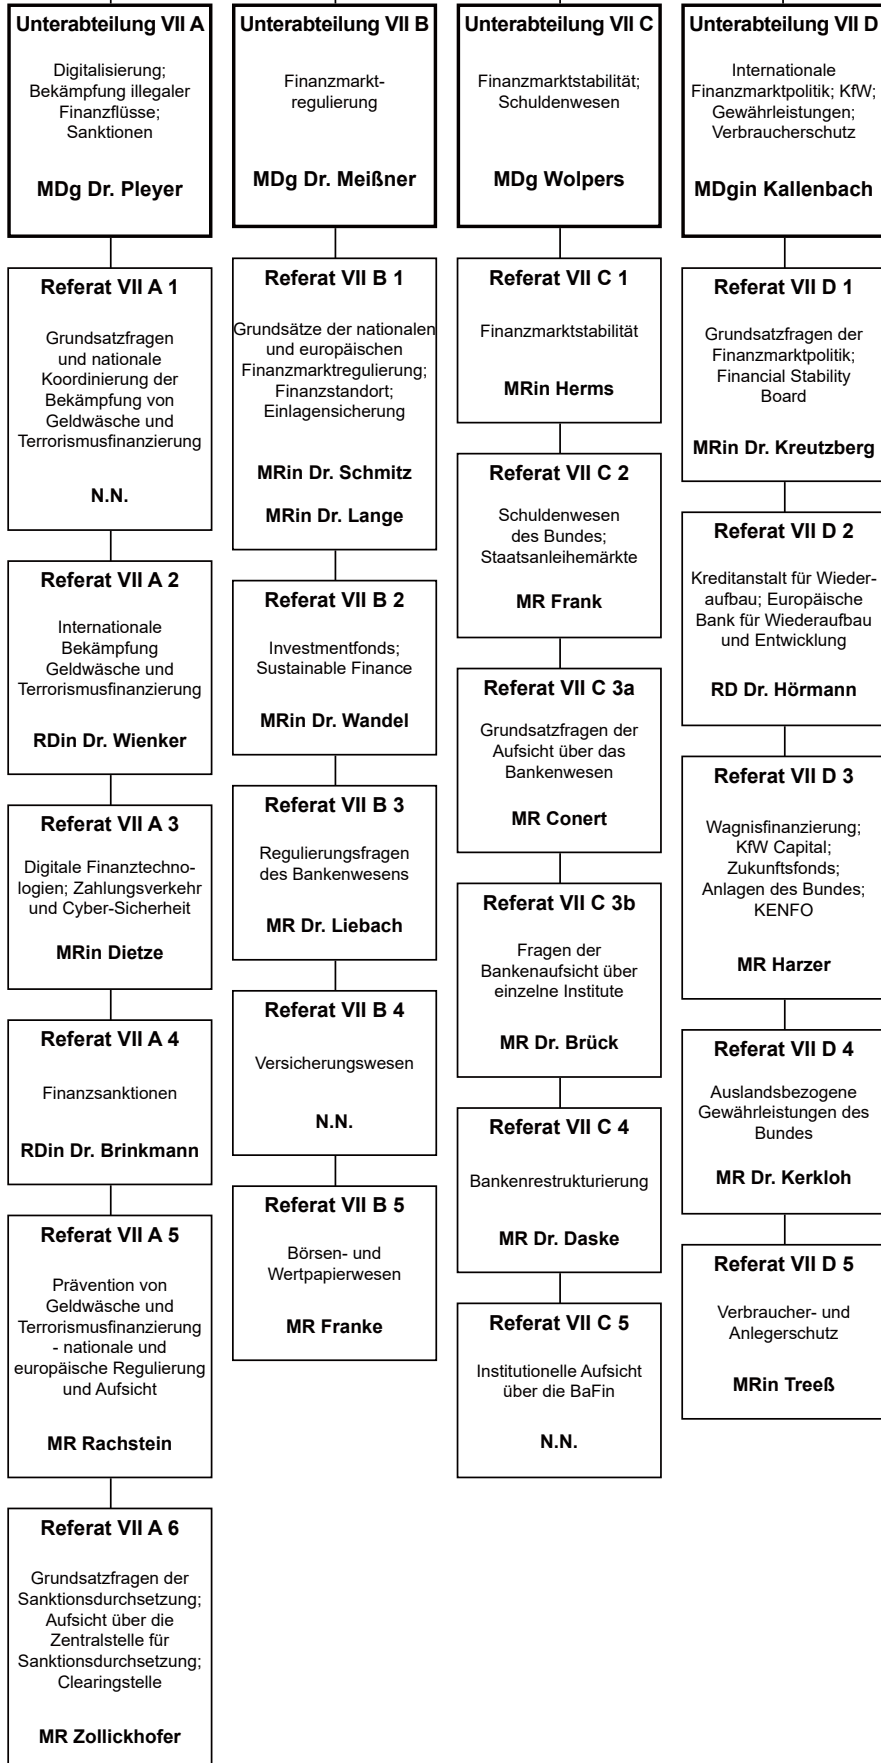 Unterabteilung VII A
Digitalisierung;
Bekämpfung illegaler
Finanzflüsse;
Sanktionen
MDg Dr. Pleyer
Referat VII A 1
Grundsatzfragen
und nationale
Koordinierung der
Bekämpfung von
Geldwäsche und
Terrorismusfinanzierung
N.N.
Referat VII A 2
Internationale
Bekämpfung
Geldwäsche und
Terrorismusfinanzierung
RDin Dr. Wienker
Referat VII A 3
Digitale Finanztechno-
logien; Zahlungsverkehr
und Cyber-Sicherheit
MRin Dietze
Referat VII A 4
Finanzsanktionen
RDin Dr. Brinkmann
Referat VII A 5
Prävention von
Geldwäsche und
Terrorismusfinanzierung
- nationale und
europäische Regulierung
und Aufsicht
MR Rachstein
Referat VII A 6
Grundsatzfragen der
Sanktionsdurchsetzung;
Aufsicht über die
Zentralstelle für
Sanktionsdurchsetzung;
Clearingstelle
MR Zollickhofer
Unterabteilung VII B
Finanzmarkt-
regulierung
MDg Dr. Meißner
Referat VII B 1
Grundsätze der nationalen
und europäischen
Finanzmarktregulierung;
Finanzstandort;
Einlagensicherung
MRin Dr. Schmitz
MRin Dr. Lange
Referat VII B 2
Investmentfonds;
Sustainable Finance
MRin Dr. Wandel
Referat VII B 3
Regulierungsfragen
des Bankenwesens
MR Dr. Liebach
Referat VII B 4
Versicherungswesen
N.N.
Referat VII B 5
Börsen- und
Wertpapierwesen
MR Franke
Unterabteilung VII C
Finanzmarktstabilität;
Schuldenwesen
MDg Wolpers
Referat VII C 1
Finanzmarktstabilität
MRin Herms
Referat VII C 2
Schuldenwesen
des Bundes;
Staatsanleihemärkte
MR Frank
Referat VII C 3a
Grundsatzfragen der
Aufsicht über das
Bankenwesen
MR Conert
Referat VII C 3b
Fragen der
Bankenaufsicht über
einzelne Institute
MR Dr. Brück
Referat VII C 4
Bankenrestrukturierung
MR Dr. Daske
Referat VII C 5
Institutionelle Aufsicht
über die BaFin
N.N.
Unterabteilung VII D
Internationale
Finanzmarktpolitik; KfW;
Gewährleistungen;
Verbraucherschutz
MDgin Kallenbach
Referat VII D 1
Grundsatzfragen der
Finanzmarktpolitik;
Financial Stability
Board
MRin Dr. Kreutzberg
Referat VII D 2
Kreditanstalt für Wieder-
aufbau; Europäische
Bank für Wiederaufbau
und Entwicklung
RD Dr. Hörmann
Referat VII D 3
Wagnisfinanzierung;
KfW Capital;
Zukunftsfonds;
Anlagen des Bundes;
KENFO
MR Harzer
Referat VII D 4
Auslandsbezogene
Gewährleistungen des
Bundes
MR Dr. Kerkloh
Referat VII D 5
Verbraucher- und
Anlegerschutz
MRin Treeß